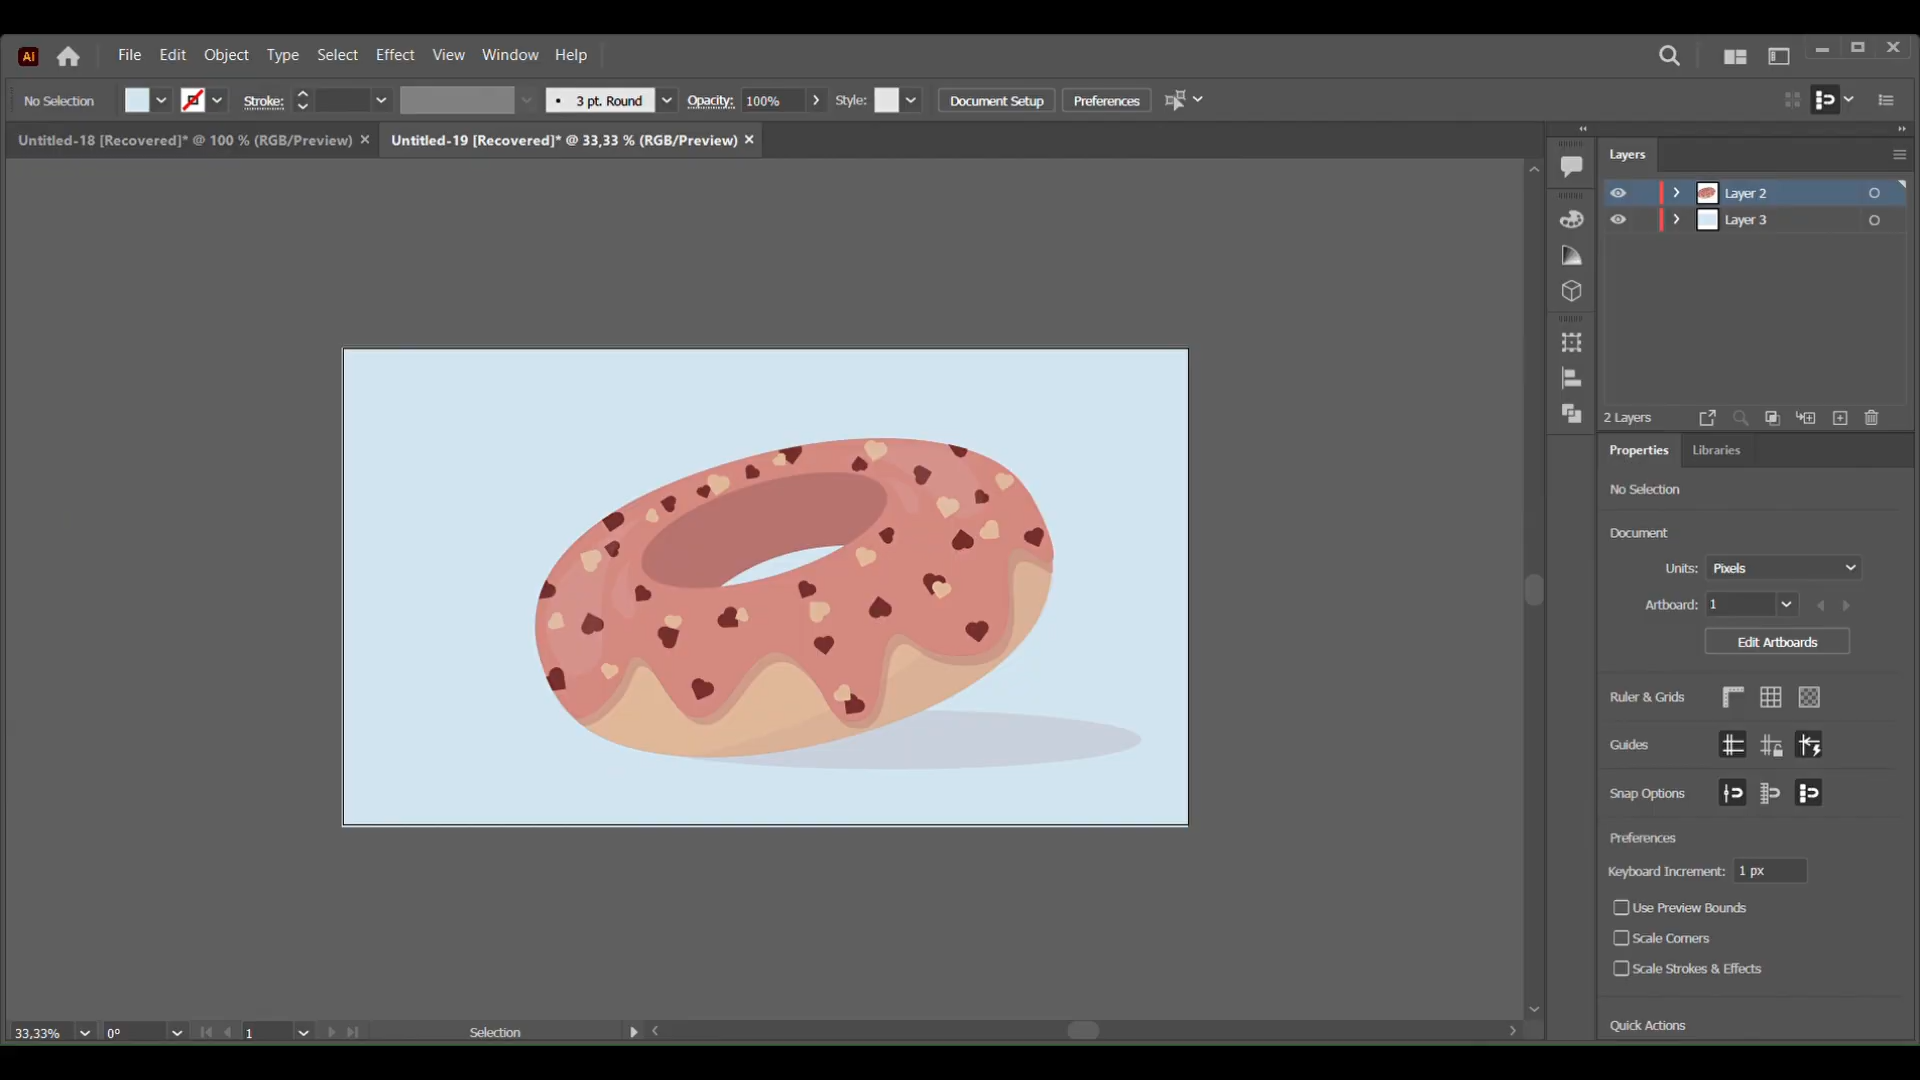 Ai File Edit Object Type Select Effect View Window Help
No Selection Stroke: 3 pt. Round Opacity: 100% Style: Document Setup Preferences
Untitled-18 [Recovered]* @ 100 % (RGB/Preview) Untitled-19 [Recovered]* @ 33,33 % (RGB/Preview)
Layers
Layer 2
Layer 3
2 Layers
Properties Libraries
No Selection
Document
Units: Pixels
Artboard: 1
Edit Artboards
Ruler & Grids
Guides
Snap Options
Preferences
Keyboard Increment: 1 px
Use Preview Bounds
Scale Corners
Scale Strokes & Effects
Quick Actions
33,33% 0° 1 Selection